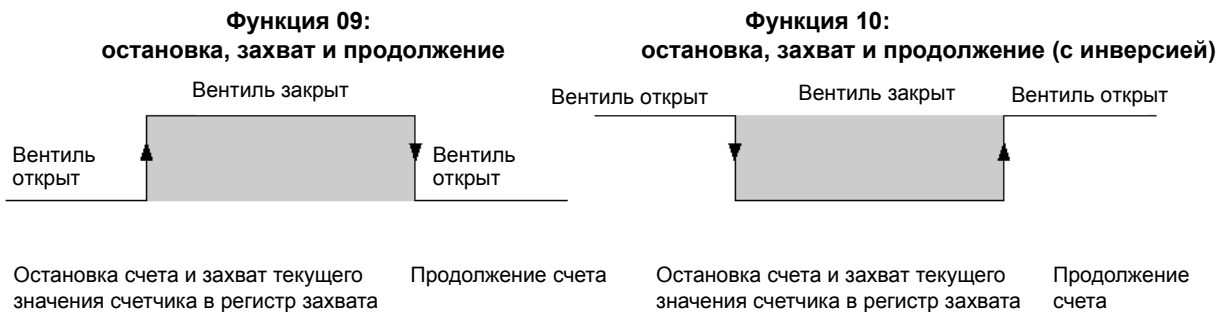 Функция 09:
остановка, захват и продолжение
Вентиль закрыт
Вентиль
открыт
Вентиль
открыт
Остановка счета и захват текущего
значения счетчика в регистр захвата
Продолжение счета
Функция 10:
остановка, захват и продолжение (с инверсией)
Вентиль открыт
Вентиль закрыт
Вентиль открыт
Остановка счета и захват текущего
значения счетчика в регистр захвата
Продолжение
счета